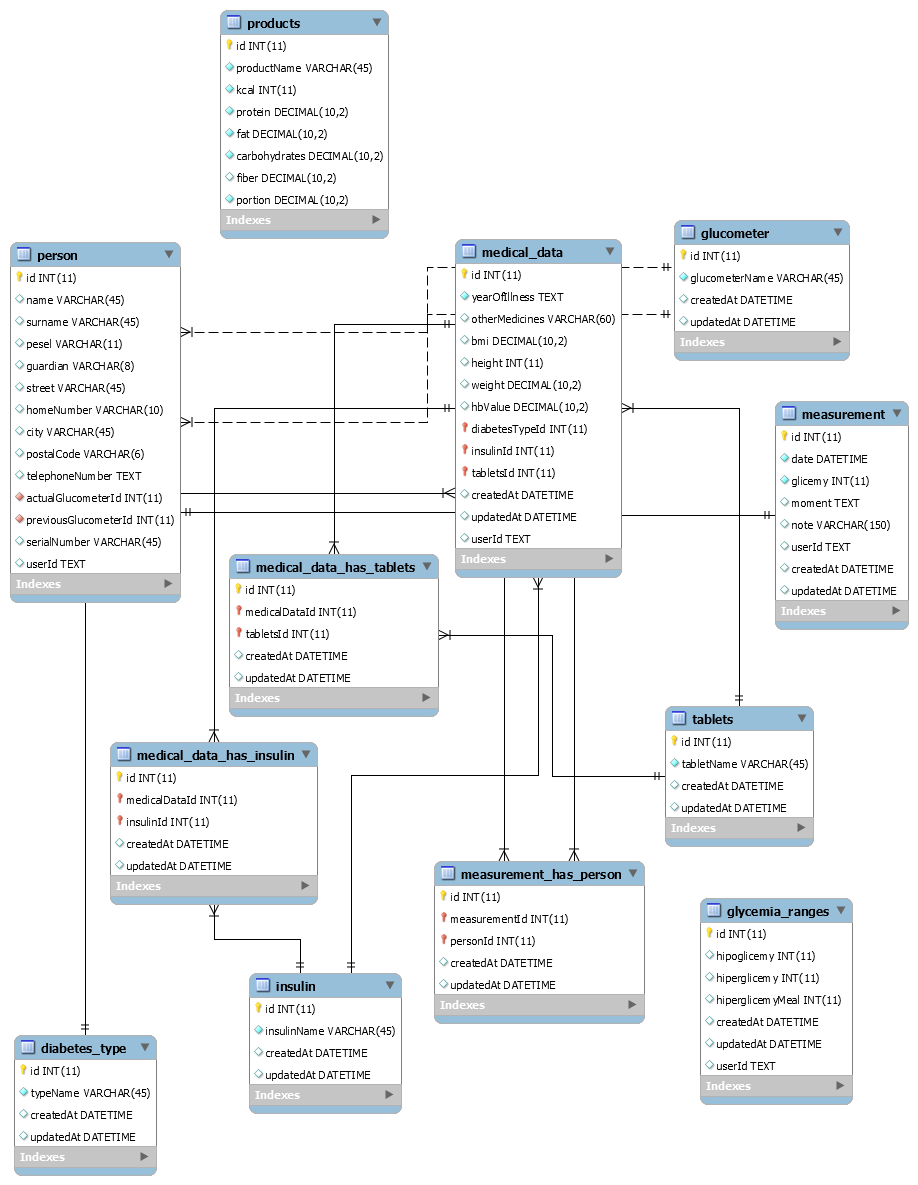 products
id INT(11)
productName VARCHAR(45)
kcal INT(11)
protein DECIMAL(10,2)
fat DECIMAL(10,2)
carbohydrates DECIMAL(10,2)
fiber DECIMAL(10,2)
portion DECIMAL(10,2)
Indexes
person
id INT(11)
name VARCHAR(45)
surname VARCHAR(45)
pesel VARCHAR(11)
guardian VARCHAR(8)
street VARCHAR(45)
homeNumber VARCHAR(10)
city VARCHAR(45)
postalCode VARCHAR(6)
telephoneNumber TEXT
actualGlucometerId INT(11)
previousGlucometerId INT(11)
serialNumber VARCHAR(45)
userId TEXT
Indexes
medical_data
id INT(11)
yearOfIllness TEXT
otherMedicines VARCHAR(60)
bmi DECIMAL(10,2)
height INT(11)
weight DECIMAL(10,2)
hbValue DECIMAL(10,2)
diabetesTypeId INT(11)
insulinId INT(11)
tabletsId INT(11)
createdAt DATETIME
updatedAt DATETIME
userId TEXT
Indexes
glucometer
id INT(11)
glucometerName VARCHAR(45)
createdAt DATETIME
updatedAt DATETIME
Indexes
measurement
id INT(11)
date DATETIME
glicemy INT(11)
moment TEXT
note VARCHAR(150)
userId TEXT
createdAt DATETIME
updatedAt DATETIME
Indexes
medical_data_has_tablets
id INT(11)
medicalDataId INT(11)
tabletsId INT(11)
createdAt DATETIME
updatedAt DATETIME
Indexes
tablets
id INT(11)
tabletName VARCHAR(45)
createdAt DATETIME
updatedAt DATETIME
Indexes
medical_data_has_insulin
id INT(11)
medicalDataId INT(11)
insulinId INT(11)
createdAt DATETIME
updatedAt DATETIME
Indexes
measurement_has_person
id INT(11)
measurementId INT(11)
personId INT(11)
createdAt DATETIME
updatedAt DATETIME
Indexes
glycemia_ranges
id INT(11)
hipoglicemy INT(11)
hiperglicemy INT(11)
hiperglicemyMeal INT(11)
createdAt DATETIME
updatedAt DATETIME
userId TEXT
Indexes
insulin
id INT(11)
insulinName VARCHAR(45)
createdAt DATETIME
updatedAt DATETIME
Indexes
diabetes_type
id INT(11)
typeName VARCHAR(45)
createdAt DATETIME
updatedAt DATETIME
Indexes